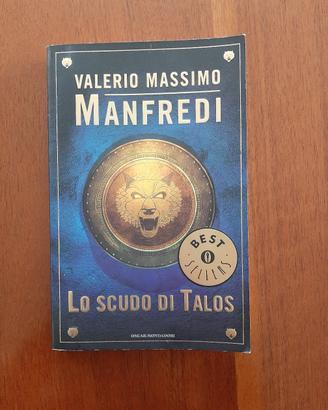 VALERIO MASSIMO
MANFREDI
BEST
SELLERS
LO SCUDO DI TALOS
OSCAR MONDADORI